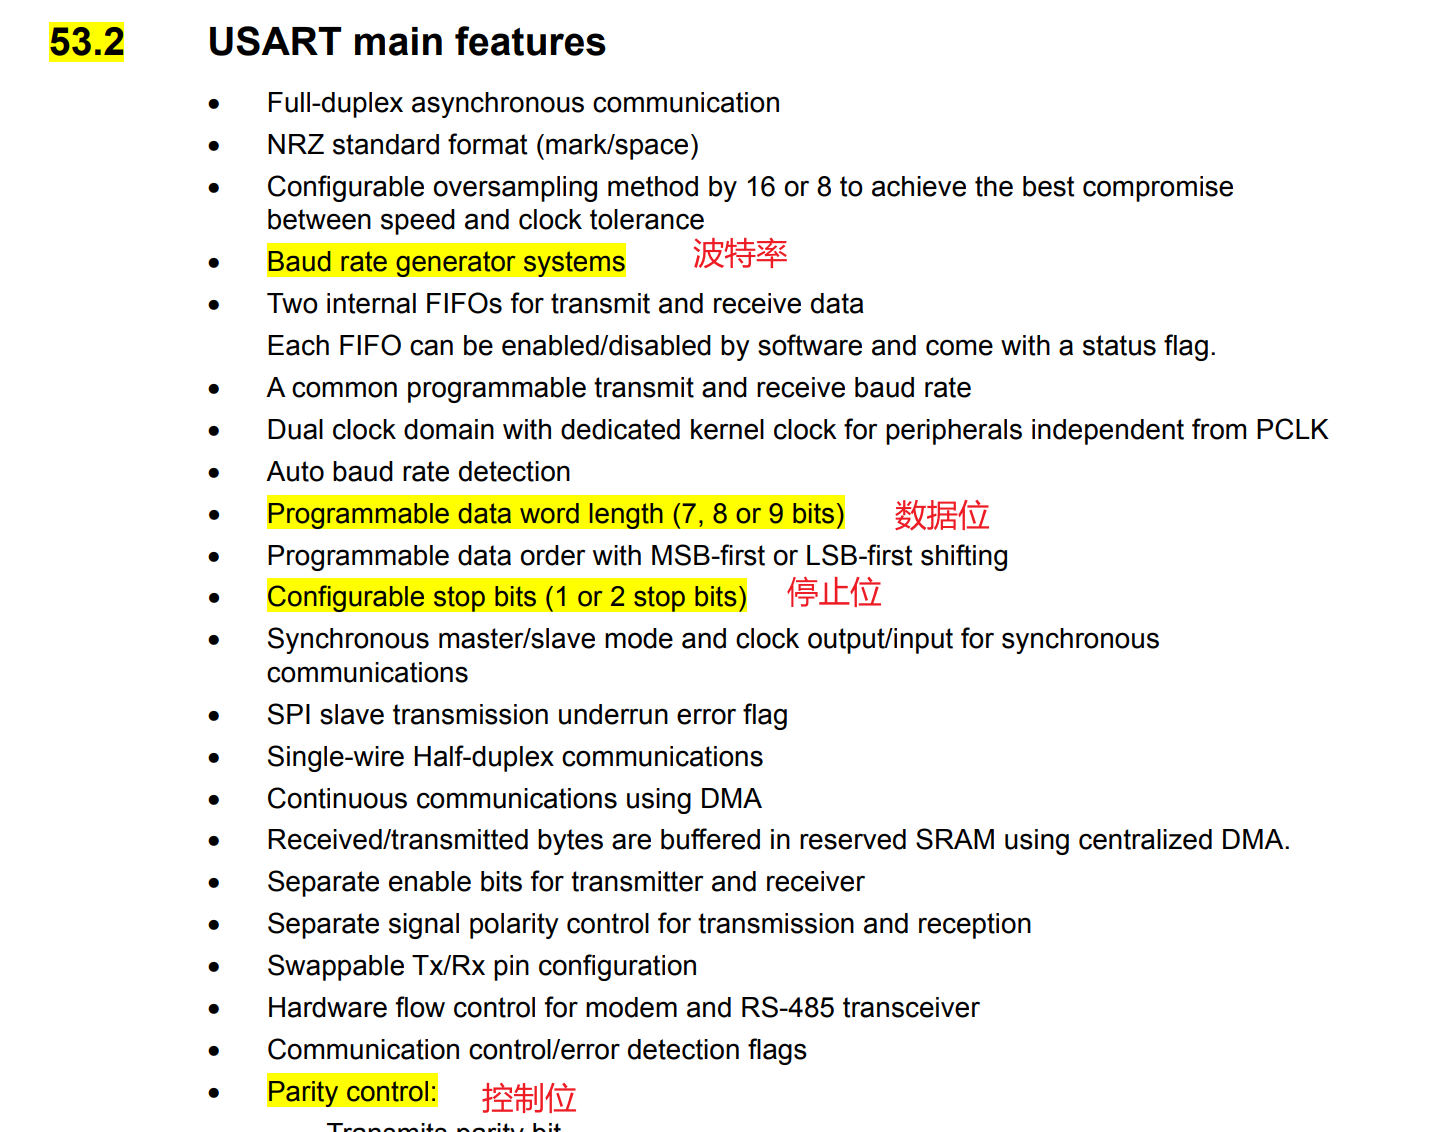 53.2 USART main features
• Full-duplex asynchronous communication
• NRZ standard format (mark/space)
• Configurable oversampling method by 16 or 8 to achieve the best compromise
between speed and clock tolerance
• Baud rate generator systems 波特率
• Two internal FIFOs for transmit and receive data
Each FIFO can be enabled/disabled by software and come with a status flag.
• A common programmable transmit and receive baud rate
• Dual clock domain with dedicated kernel clock for peripherals independent from PCLK
• Auto baud rate detection
• Programmable data word length (7, 8 or 9 bits) 数据位
• Programmable data order with MSB-first or LSB-first shifting
• Configurable stop bits (1 or 2 stop bits) 停止位
• Synchronous master/slave mode and clock output/input for synchronous
communications
• SPI slave transmission underrun error flag
• Single-wire Half-duplex communications
• Continuous communications using DMA
• Received/transmitted bytes are buffered in reserved SRAM using centralized DMA.
• Separate enable bits for transmitter and receiver
• Separate signal polarity control for transmission and reception
• Swappable Tx/Rx pin configuration
• Hardware flow control for modem and RS-485 transceiver
• Communication control/error detection flags
• Parity control: 控制位
Transmits parity bit